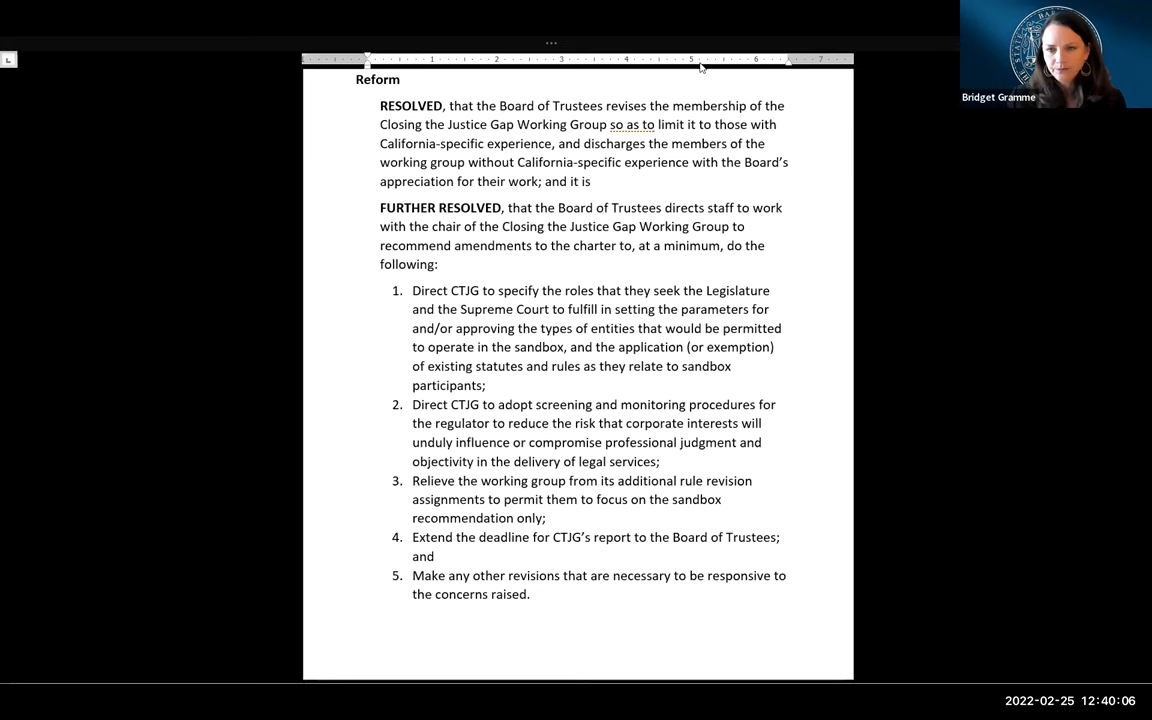 Reform
RESOLVED, that the Board of Trustees revises the membership of the
Closing the Justice Gap Working Group so as to limit it to those with
California-specific experience, and discharges the members of the
working group without California-specific experience with the Board's
appreciation for their work; and it is
FURTHER RESOLVED, that the Board of Trustees directs staff to work
with the chair of the Closing the Justice Gap Working Group to
recommend amendments to the charter to, at a minimum, do the
following:
1. Direct CTJG to specify the roles that they seek the Legislature
and the Supreme Court to fulfill in setting the parameters for
and/or approving the types of entities that would be permitted
to operate in the sandbox, and the application (or exemption)
of existing statutes and rules as they relate to sandbox
participants;
2. Direct CTJG to adopt screening and monitoring procedures for
the regulator to reduce the risk that corporate interests will
unduly influence or compromise professional judgment and
objectivity in the delivery of legal services;
3. Relieve the working group from its additional rule revision
assignments to permit them to focus on the sandbox
recommendation only;
4. Extend the deadline for CTJG's report to the Board of Trustees;
and
5. Make any other revisions that are necessary to be responsive to
the concerns raised.
1 2 3 4 5 6 7
THE STATE BAR
Bridget Gramme
2022-02-25 12:40:06